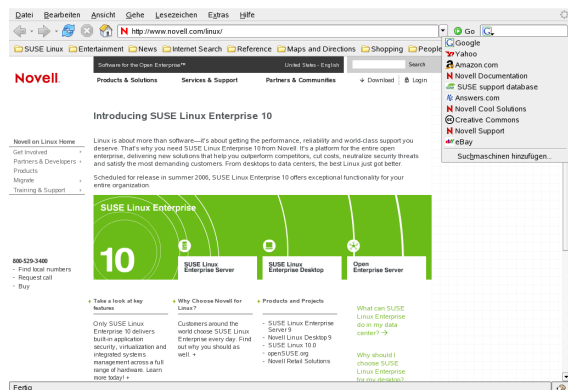 Datei Bearbeiten Ansicht Gehe Lesezeichen Extras Hilfe
http://www.novell.com/linux/
Go
SUSE Linux Entertainment News Internet Search Reference Maps and Directions Shopping People
Google
Yahoo
Amazon.com
Novell Documentation
SUSE support database
Answers.com
Novell Cool Solutions
Creative Commons
Novell Support
eBay
Suchmaschinen hinzufügen...
Software for the Open Enterprise™ United States - English Search
Novell.
Products & Solutions Services & Support Partners & Communities Download Login
Introducing SUSE Linux Enterprise 10
Novell on Linux Home
Get Involved
Partners & Developers
Products
Migrate
Training & Support
Linux is about more than software—it's about getting the performance, reliability and world-class support you
deserve. That's why you need SUSE Linux Enterprise 10 from Novell. It's a platform for the entire open
enterprise, delivering new solutions that help you outperform competitors, cut costs, neutralize security threats
and satisfy the most demanding customers. From desktops to data centers, the best Linux just got better.
Scheduled for release in summer 2006, SUSE Linux Enterprise 10 offers exceptional functionality for your
entire organization.
SUSE Linux Enterprise
10
SUSE Linux
Enterprise Server
SUSE Linux
Enterprise Desktop
Open
Enterprise Server
800-529-3400
- Find local numbers
- Request call
- Buy
+ Take a look at key
features
Only SUSE Linux
Enterprise 10 delivers
built-in application
security, virtualization and
integrated systems
management across a full
range of hardware. Learn
more today! +
+ Why Choose Novell for
Linux?
Customers around the
world choose SUSE Linux
Enterprise every day. Find
out why you should as
well. +
+ Products and Projects
- SUSE Linux Enterprise
Server 9
- Novell Linux Desktop 9
- SUSE Linux 10.0
- openSUSE.org
- Novell Retail Solutions
What can SUSE
Linux Enterprise
do in my data
center? →
Why should I
choose SUSE
Linux Enterprise
for my desktop?
Fertig